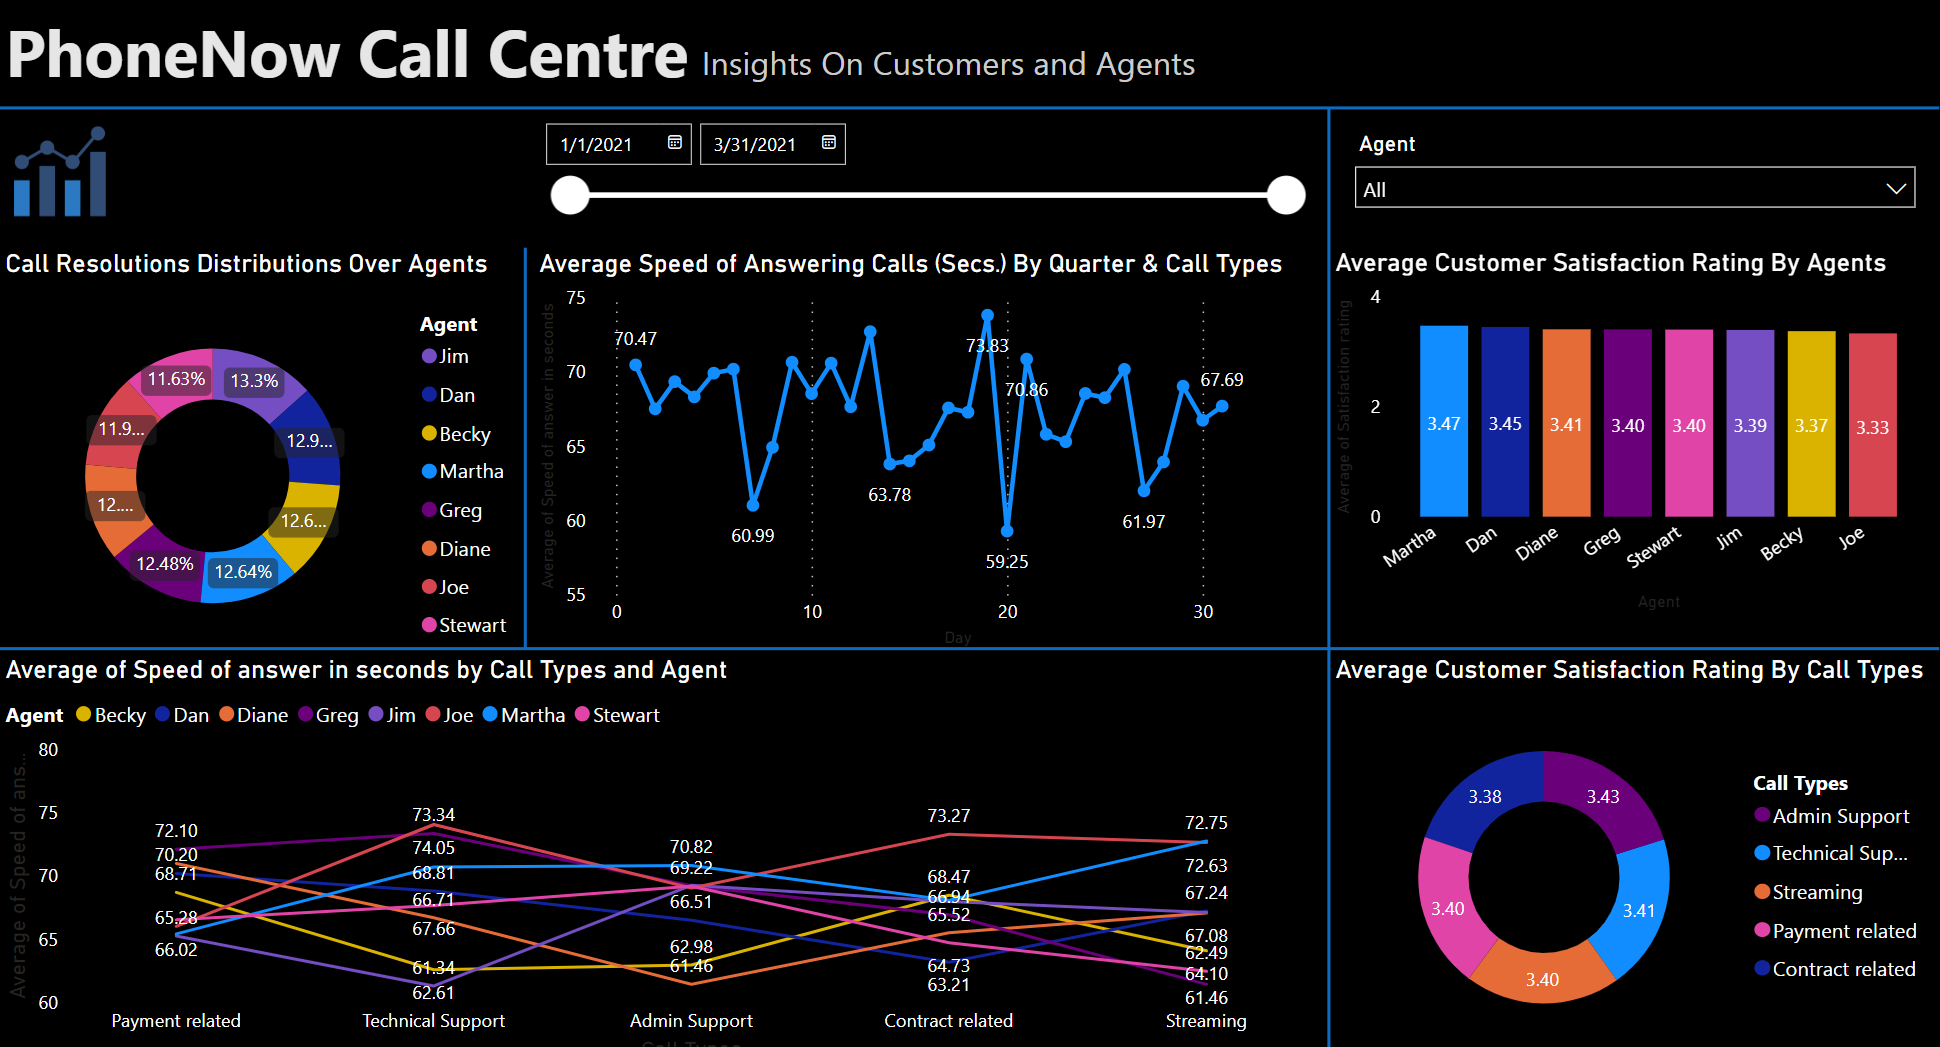 PhoneNow Call Centre Insights On Customers and Agents
1/1/2021 3/31/2021
Agent
All
Call Resolutions Distributions Over Agents
Agent
Jim
Dan
Becky
Martha
Greg
Diane
Joe
Stewart
11.63% 13.3%
11.9... 12.9...
12.... 12.6...
12.48% 12.64%
Average Speed of Answering Calls (Secs.) By Quarter & Call Types
Average of Speed of answer in seconds
75
70
65
60
55
70.47
73.83
70.86
67.69
63.78
60.99
61.97
59.25
0 10 20 30
Day
Average Customer Satisfaction Rating By Agents
Average of Satisfaction rating
4
2
0
3.47 3.45 3.41 3.40 3.40 3.39 3.37 3.33
Martha Dan Diane Greg Stewart Jim Becky Joe
Agent
Average of Speed of answer in seconds by Call Types and Agent
Agent Becky Dan Diane Greg Jim Joe Martha Stewart
Average of Speed of ans...
80
75
70
65
60
72.10
70.20
68.71
65.28
66.02
73.34
74.05
68.81
66.71
67.66
61.34
62.61
70.82
69.22
66.51
62.98
61.46
73.27
68.47
66.94
65.52
64.73
63.21
72.75
72.63
67.24
67.08
62.49
64.10
61.46
Payment related Technical Support Admin Support Contract related Streaming
Call Types
Average Customer Satisfaction Rating By Call Types
3.38 3.43
3.40 3.41
3.40
Call Types
Admin Support
Technical Sup...
Streaming
Payment related
Contract related